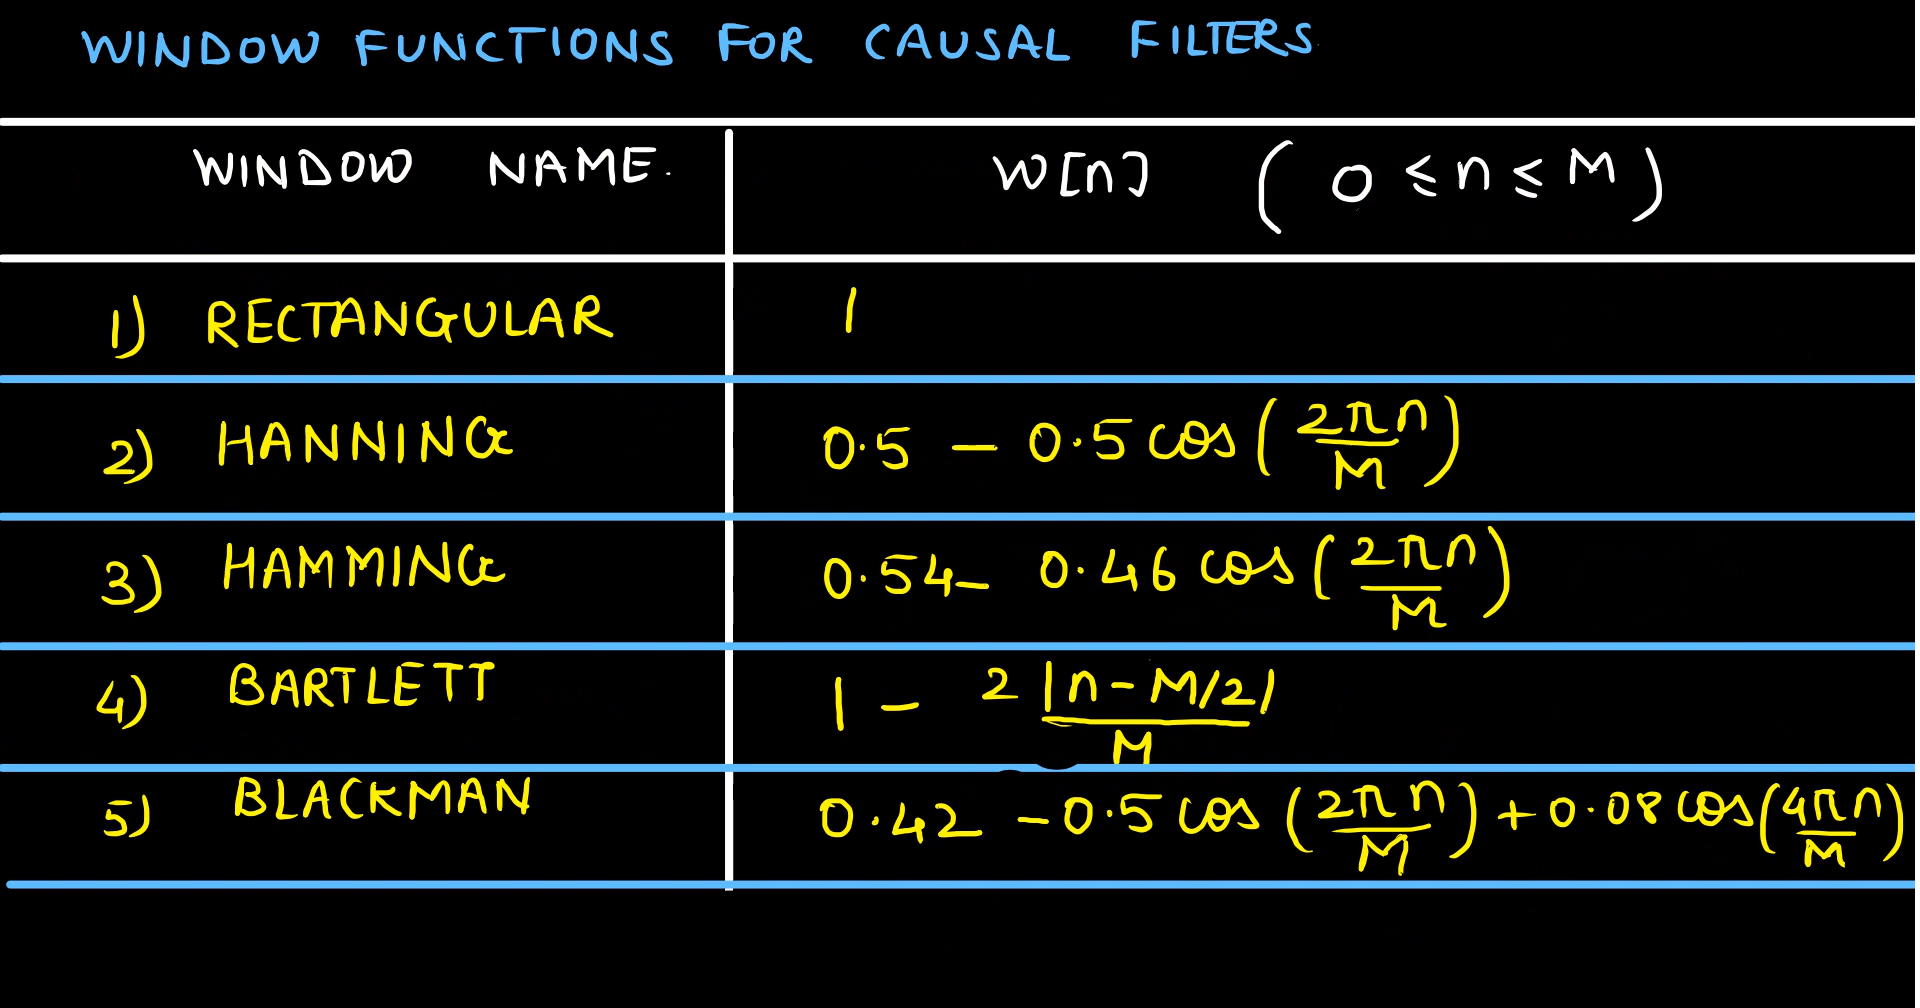 WINDOW FUNCTIONS FOR CAUSAL FILTERS
WINDOW NAME. W[n] (0 ≤ n ≤ M)
1) RECTANGULAR 1
2) HANNING 0.5 - 0.5 cos(2πn/M)
3) HAMMING 0.54 - 0.46 cos(2πn/M)
4) BARTLETT 1 - 2|n-M/2|/M
5) BLACKMAN 0.42 - 0.5 cos(2πn/M) + 0.08 cos(4πn/M)